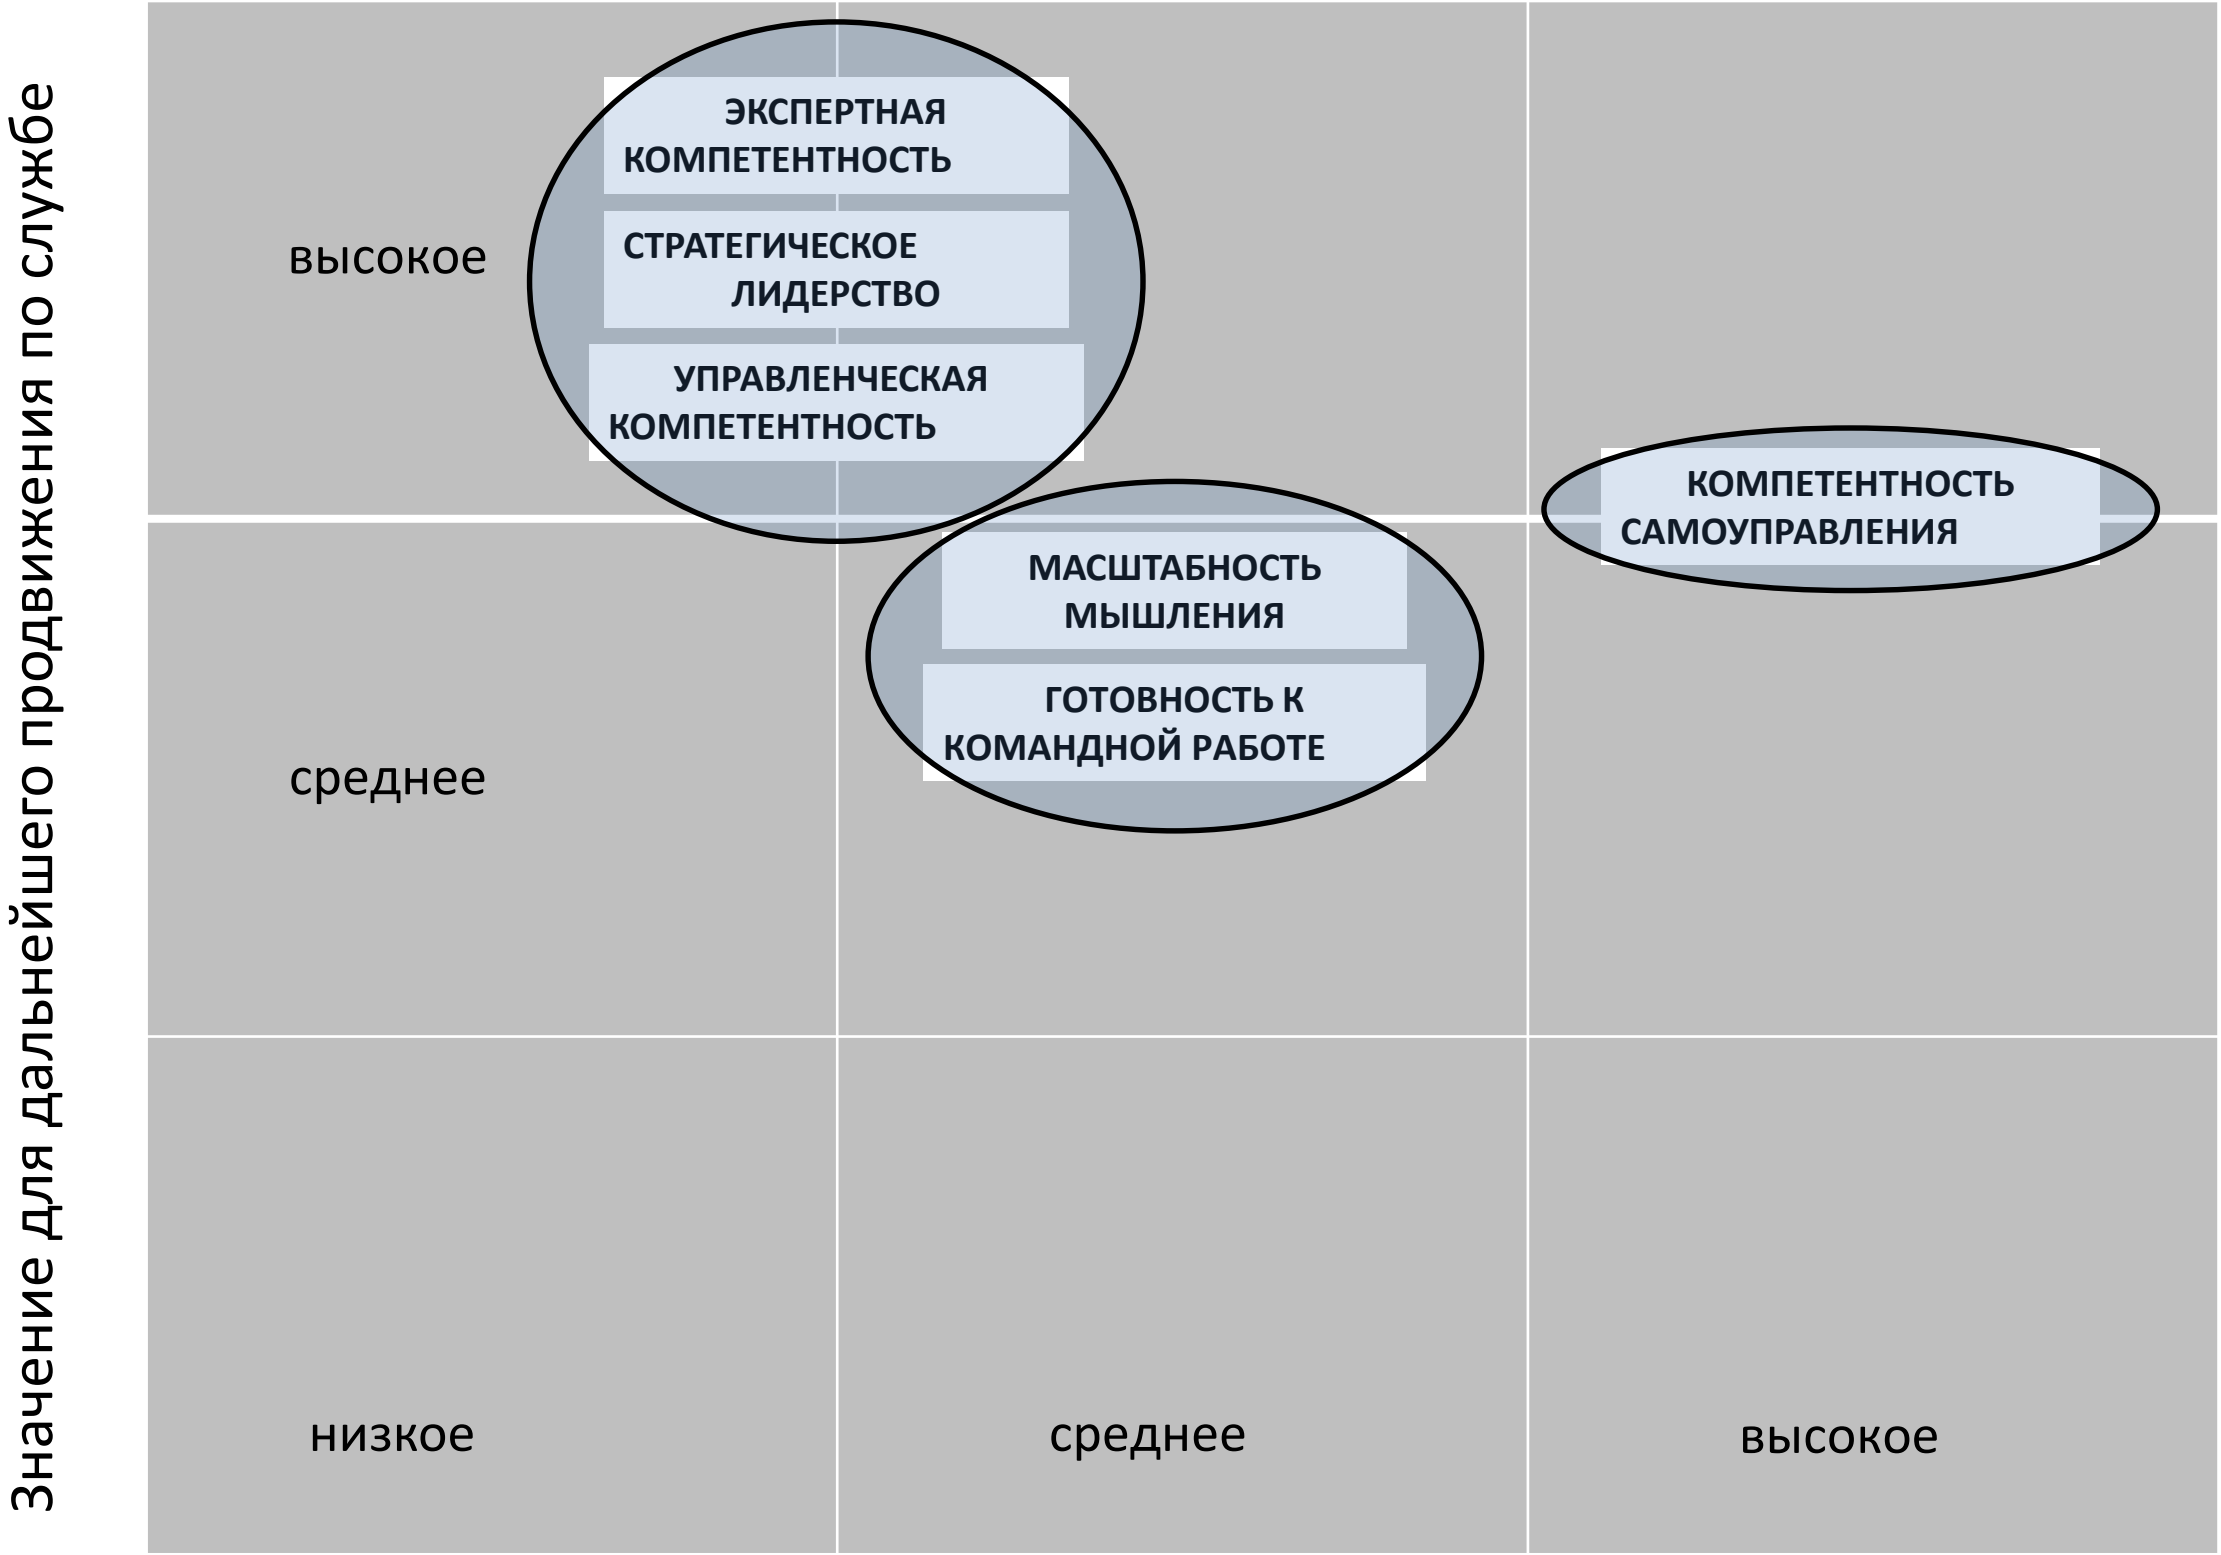 Значение для дальнейшего продвижения по службе
ЭКСПЕРТНАЯ
КОМПЕТЕНТНОСТЬ
СТРАТЕГИЧЕСКОЕ
ЛИДЕРСТВО
высокое
УПРАВЛЕНЧЕСКАЯ
КОМПЕТЕНТНОСТЬ
КОМПЕТЕНТНОСТЬ
САМОУПРАВЛЕНИЯ
МАСШТАБНОСТЬ
МЫШЛЕНИЯ
ГОТОВНОСТЬ К
КОМАНДНОЙ РАБОТЕ
среднее
низкое
среднее
высокое